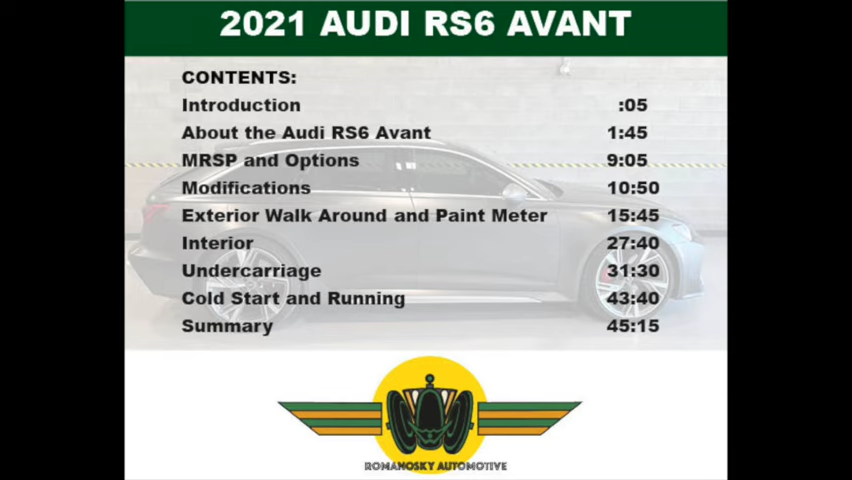 2021 AUDI RS6 AVANT
CONTENTS:
Introduction :05
About the Audi RS6 Avant 1:45
MRSP and Options 9:05
Modifications 10:50
Exterior Walk Around and Paint Meter 15:45
Interior 27:40
Undercarriage 31:30
Cold Start and Running 43:40
Summary 45:15
ROMANOSKY AUTOMOTIVE